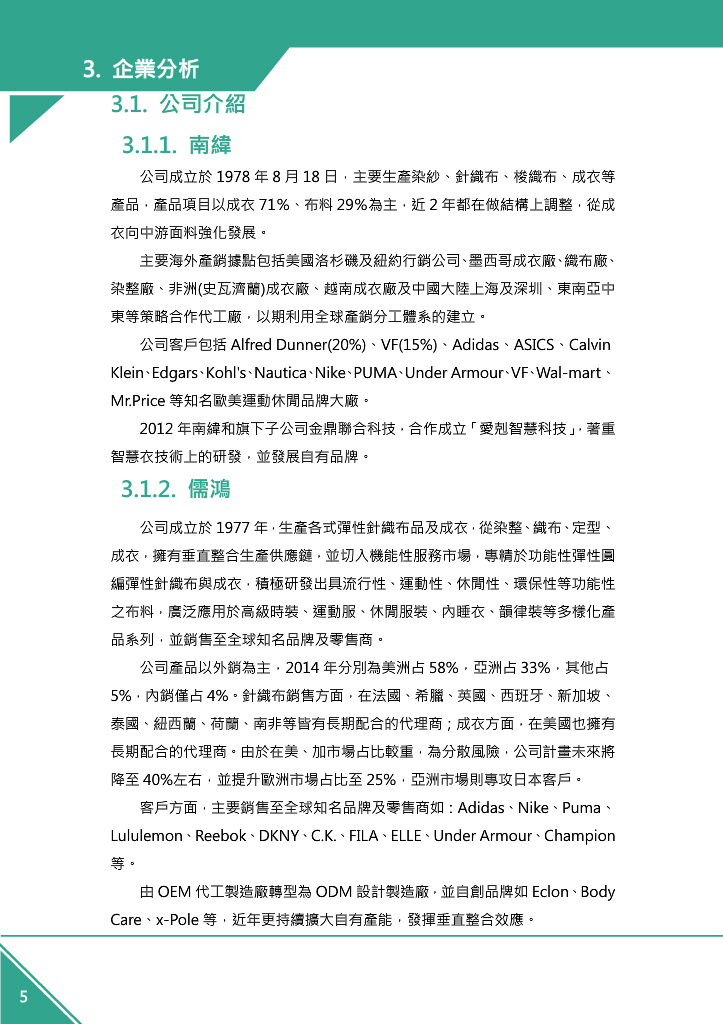 3. 企業分析
3.1. 公司介紹
3.1.1. 南緯
公司成立於 1978 年 8 月 18 日，主要生產染紗、針織布、梭織布、成衣等
產品，產品項目以成衣 71%、布料 29%為主，近 2 年都在做結構上調整，從成
衣向中游面料強化發展。
主要海外產銷據點包括美國洛杉磯及紐約行銷公司、墨西哥成衣廠、織布廠、
染整廠、非洲(史瓦濟蘭)成衣廠、越南成衣廠及中國大陸上海及深圳、東南亞中
東等策略合作代工廠，以期利用全球產銷分工體系的建立。
公司客戶包括 Alfred Dunner(20%)、VF(15%)、Adidas、ASICS、Calvin
Klein、Edgars、Kohl's、Nautica、Nike、PUMA、Under Armour、VF、Wal-mart、
Mr.Price 等知名歐美運動休閒品牌大廠。
2012 年南緯和旗下子公司金鼎聯合科技，合作成立「愛剋智慧科技」，著重
智慧衣技術上的研發，並發展自有品牌。
3.1.2. 儒鴻
公司成立於 1977 年，生產各式彈性針織布品及成衣，從染整、織布、定型、
成衣，擁有垂直整合生產供應鏈，並切入機能性服務市場，專精於功能性彈性圓
編彈性針織布與成衣，積極研發出具流行性、運動性、休閒性、環保性等功能性
之布料，廣泛應用於高級時裝、運動服、休閒服裝、內睡衣、韻律裝等多樣化產
品系列，並銷售至全球知名品牌及零售商。
公司產品以外銷為主，2014 年分別為美洲占 58%，亞洲占 33%，其他占
5%，內銷僅占 4%。針織布銷售方面，在法國、希臘、英國、西班牙、新加坡、
泰國、紐西蘭、荷蘭、南非等皆有長期配合的代理商；成衣方面，在美國也擁有
長期配合的代理商。由於在美、加市場占比較重，為分散風險，公司計畫未來將
降至 40%左右，並提升歐洲市場占比至 25%，亞洲市場則專攻日本客戶。
客戶方面，主要銷售至全球知名品牌及零售商如：Adidas、Nike、Puma、
Lululemon、Reebok、DKNY、C.K.、FILA、ELLE、Under Armour、Champion
等。
由 OEM 代工製造廠轉型為 ODM 設計製造廠，並自創品牌如 Eclon、Body
Care、x-Pole 等，近年更持續擴大自有產能，發揮垂直整合效應。
5